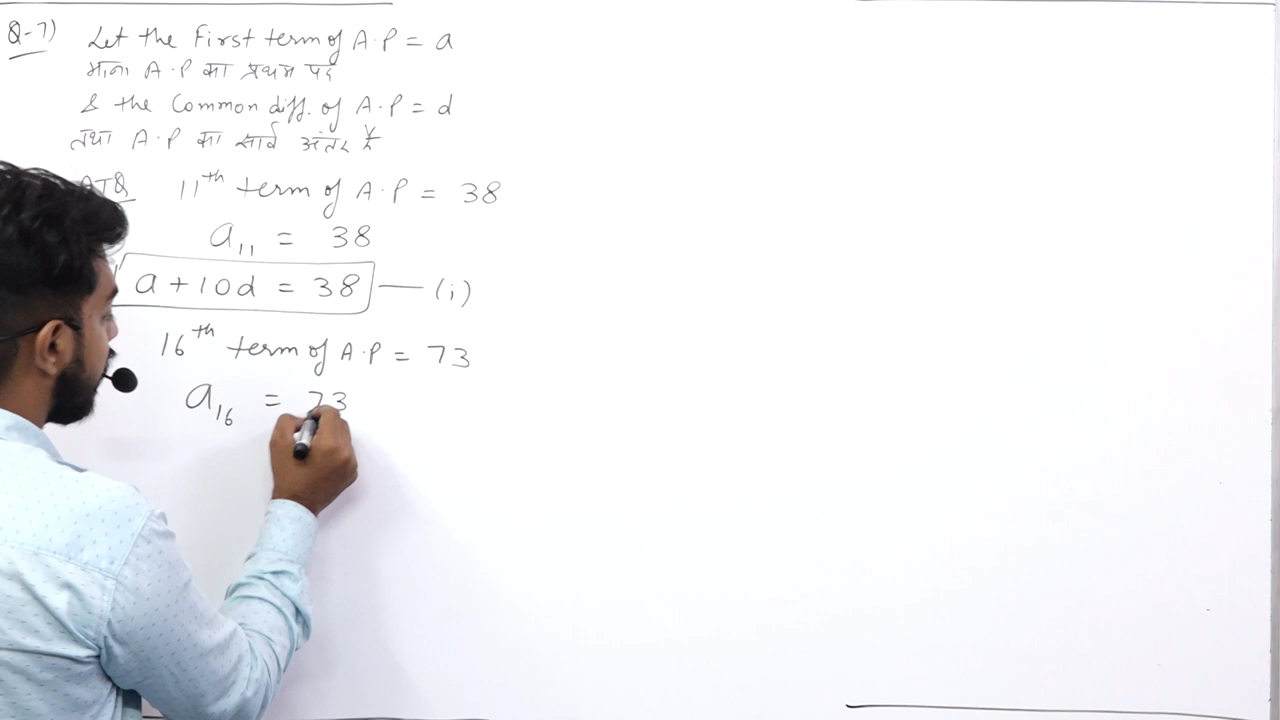 Q-7) Let the First term of A.P = a
माना A.P का प्रथम पद
& the Common diff. of A.P = d
तथा A.P का सार्व अंतर है
ATQ 11th term of A.P = 38
a11 = 38
a + 10d = 38 — (i)
16th term of A.P = 73
a16 = 73